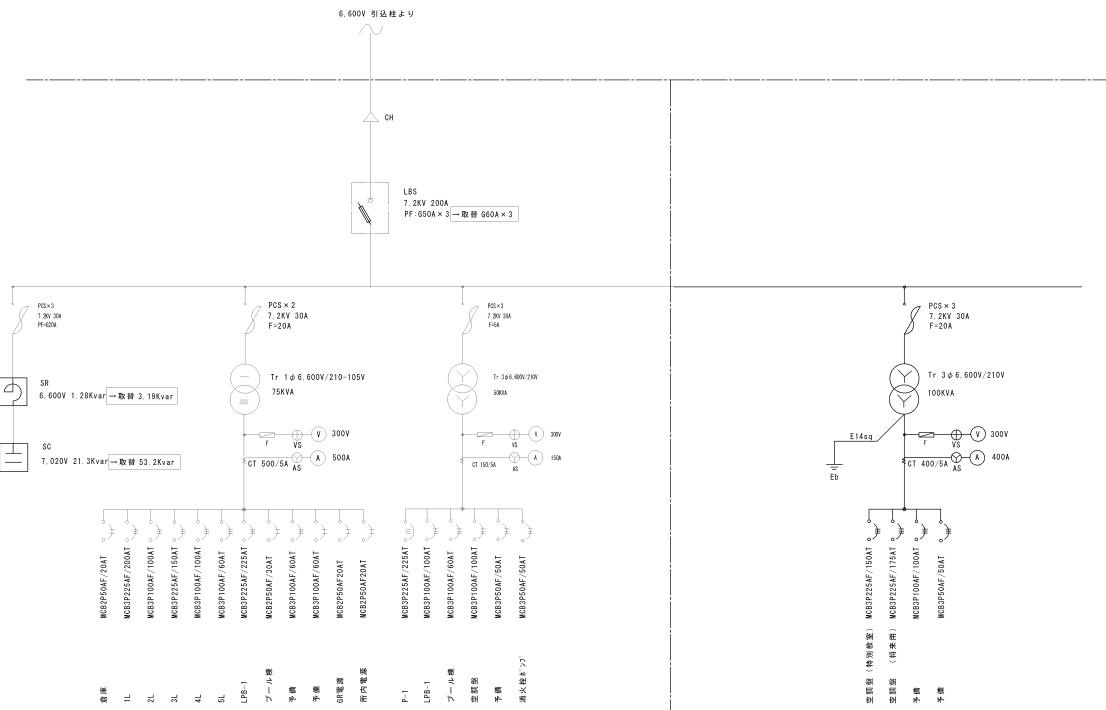 6,600V 引込柱より
CH
LBS
7.2KV 200A
PF:G50A×3 →取替 G60A×3
PCS×3
7.2KV 30A
PF=G20A
SR
6,600V 1.28Kvar →取替 3.19Kvar
SC
7,020V 21.3Kvar →取替 53.2Kvar
PCS×2
7.2KV 30A
F=20A
Tr 1φ6,600V/210-105V
75KVA
F
VS
V
300V
CT 500/5A
AS
A
500A
PCS×3
7.2KV 30A
F=5A
Tr 3φ6,600V/210V
50KVA
F
VS
V
300V
CT 150/5A
AS
A
150A
PCS×3
7.2KV 30A
F=20A
Tr 3φ6,600V/210V
100KVA
E14sq
Eb
F
VS
V
300V
CT 400/5A
AS
A
400A
倉庫 MCB2P50AF/20AT
1L MCB3P225AF/200AT
2L MCB3P100AF/100AT
3L MCB3P225AF/150AT
4L MCB3P100AF/100AT
5L MCB3P100AF/60AT
LPB-1 MCB3P225AF/225AT
プール棟 MCB2P50AF/30AT
予備 MCB3P100AF/60AT
予備 MCB3P100AF/60AT
GR電源 MCB2P50AF20AT
所内電源 MCB2P50AF20AT
P-1 MCB3P225AF/225AT
LPB-1 MCB3P100AF/100AT
プール棟 MCB3P100AF/60AT
空調盤 MCB3P100AF/100AT
予備 MCB3P50AF/50AT
消火栓ポンプ MCB3P50AF/50AT
空調盤（特別教室） MCB3P225AF/150AT
空調盤 （将来用） MCB3P225AF/175AT
予備 MCB3P100AF/100AT
予備 MCB3P50AF/50AT